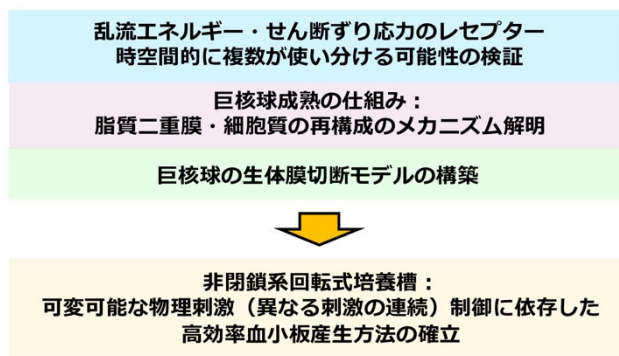 乱流エネルギー・せん断ずり応力のレセプター
時空間的に複数が使い分ける可能性の検証
巨核球成熟の仕組み：
脂質二重膜・細胞質の再構成のメカニズム解明
巨核球の生体膜切断モデルの構築
非閉鎖系回転式培養槽：
可変可能な物理刺激（異なる刺激の連続）制御に依存した
高効率血小板産生方法の確立